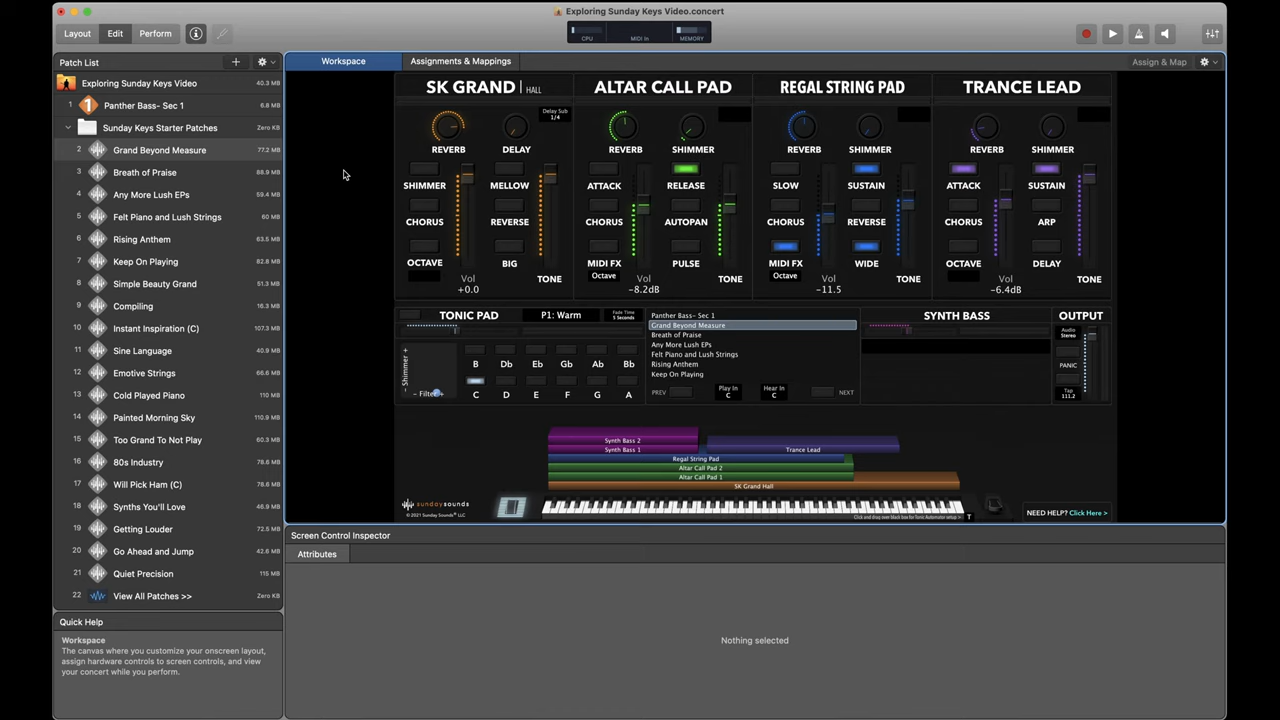 Exploring Sunday Keys Video.concert
Layout Edit Perform
CPU MIDI In MEMORY
Patch List
Workspace Assignments & Mappings Assign & Map
Exploring Sunday Keys Video 40.3 MB
1 Panther Bass- Sec 1 6.8 MB
Sunday Keys Starter Patches Zero KB
2 Grand Beyond Measure 77.2 MB
3 Breath of Praise 88.9 MB
4 Any More Lush EPs 59.4 MB
5 Felt Piano and Lush Strings 60 MB
6 Rising Anthem 63.5 MB
7 Keep On Playing 82.8 MB
8 Simple Beauty Grand 51.3 MB
9 Compiling 16.3 MB
10 Instant Inspiration (C) 107.3 MB
11 Sine Language 40.9 MB
12 Emotive Strings 66.6 MB
13 Cold Played Piano 110 MB
14 Painted Morning Sky 110.9 MB
15 Too Grand To Not Play 60.3 MB
16 80s Industry 78.6 MB
17 Will Pick Ham (C) 78.6 MB
18 Synths You'll Love 46.9 MB
19 Getting Louder 72.5 MB
20 Go Ahead and Jump 42.6 MB
21 Quiet Precision 115 MB
22 View All Patches >> Zero KB
Quick Help
Workspace
The canvas where you customize your onscreen layout,
assign hardware controls to screen controls, and view
your concert while you perform.
SK GRAND | HALL
Delay Sub
1/4
REVERB DELAY
SHIMMER MELLOW
CHORUS REVERSE
OCTAVE BIG
Vol TONE
+0.0
ALTAR CALL PAD
REVERB SHIMMER
ATTACK RELEASE
CHORUS AUTOPAN
MIDI FX PULSE
Octave Vol TONE
-8.2dB
REGAL STRING PAD
REVERB SHIMMER
SLOW SUSTAIN
CHORUS REVERSE
MIDI FX WIDE
Octave Vol TONE
-11.5
TRANCE LEAD
REVERB SHIMMER
ATTACK SUSTAIN
CHORUS ARP
OCTAVE DELAY
Vol TONE
-6.4dB
TONIC PAD P1: Warm Fade Time
5 Seconds
- Shimmer +
- Filter +
B Db Eb Gb Ab Bb
C D E F G A
Panther Bass- Sec 1
Grand Beyond Measure
Breath of Praise
Any More Lush EPs
Felt Piano and Lush Strings
Rising Anthem
Keep On Playing
PREV Play In
C Hear In
C NEXT
SYNTH BASS
OUTPUT
Audio
Stereo
PANIC
Tap
111.2
Synth Bass 2
Synth Bass 1 Trance Lead
Regal String Pad
Altar Call Pad 2
Altar Call Pad 1
SK Grand Hall
sundaysounds
© 2021 Sunday Sounds® LLC
Click and drag over black box for Tonic Automator setup > T
NEED HELP? Click Here >
Screen Control Inspector
Attributes
Nothing selected